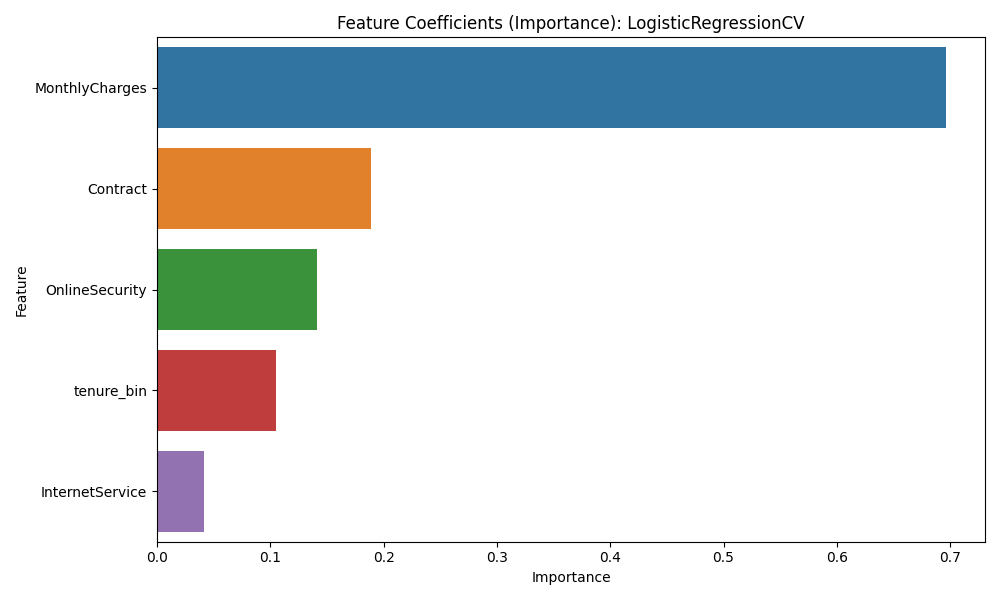 Feature Coefficients (Importance): LogisticRegressionCV
Feature
MonthlyCharges
Contract
OnlineSecurity
tenure_bin
InternetService
0.0 0.1 0.2 0.3 0.4 0.5 0.6 0.7
Importance